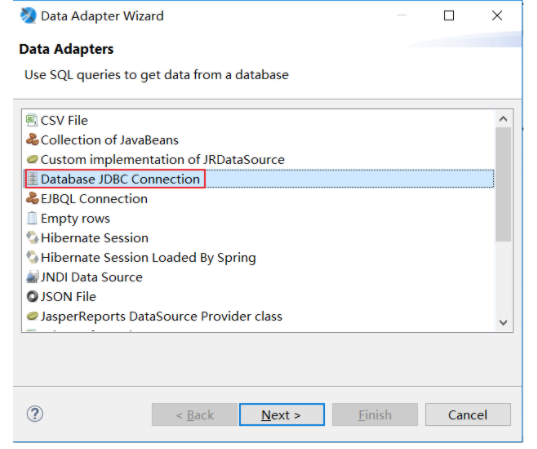 Data Adapter Wizard
Data Adapters
Use SQL queries to get data from a database
CSV File
Collection of JavaBeans
Custom implementation of JRDataSource
Database JDBC Connection
EJBQL Connection
Empty rows
Hibernate Session
Hibernate Session Loaded By Spring
JNDI Data Source
JSON File
JasperReports DataSource Provider class
? < Back Next > Finish Cancel